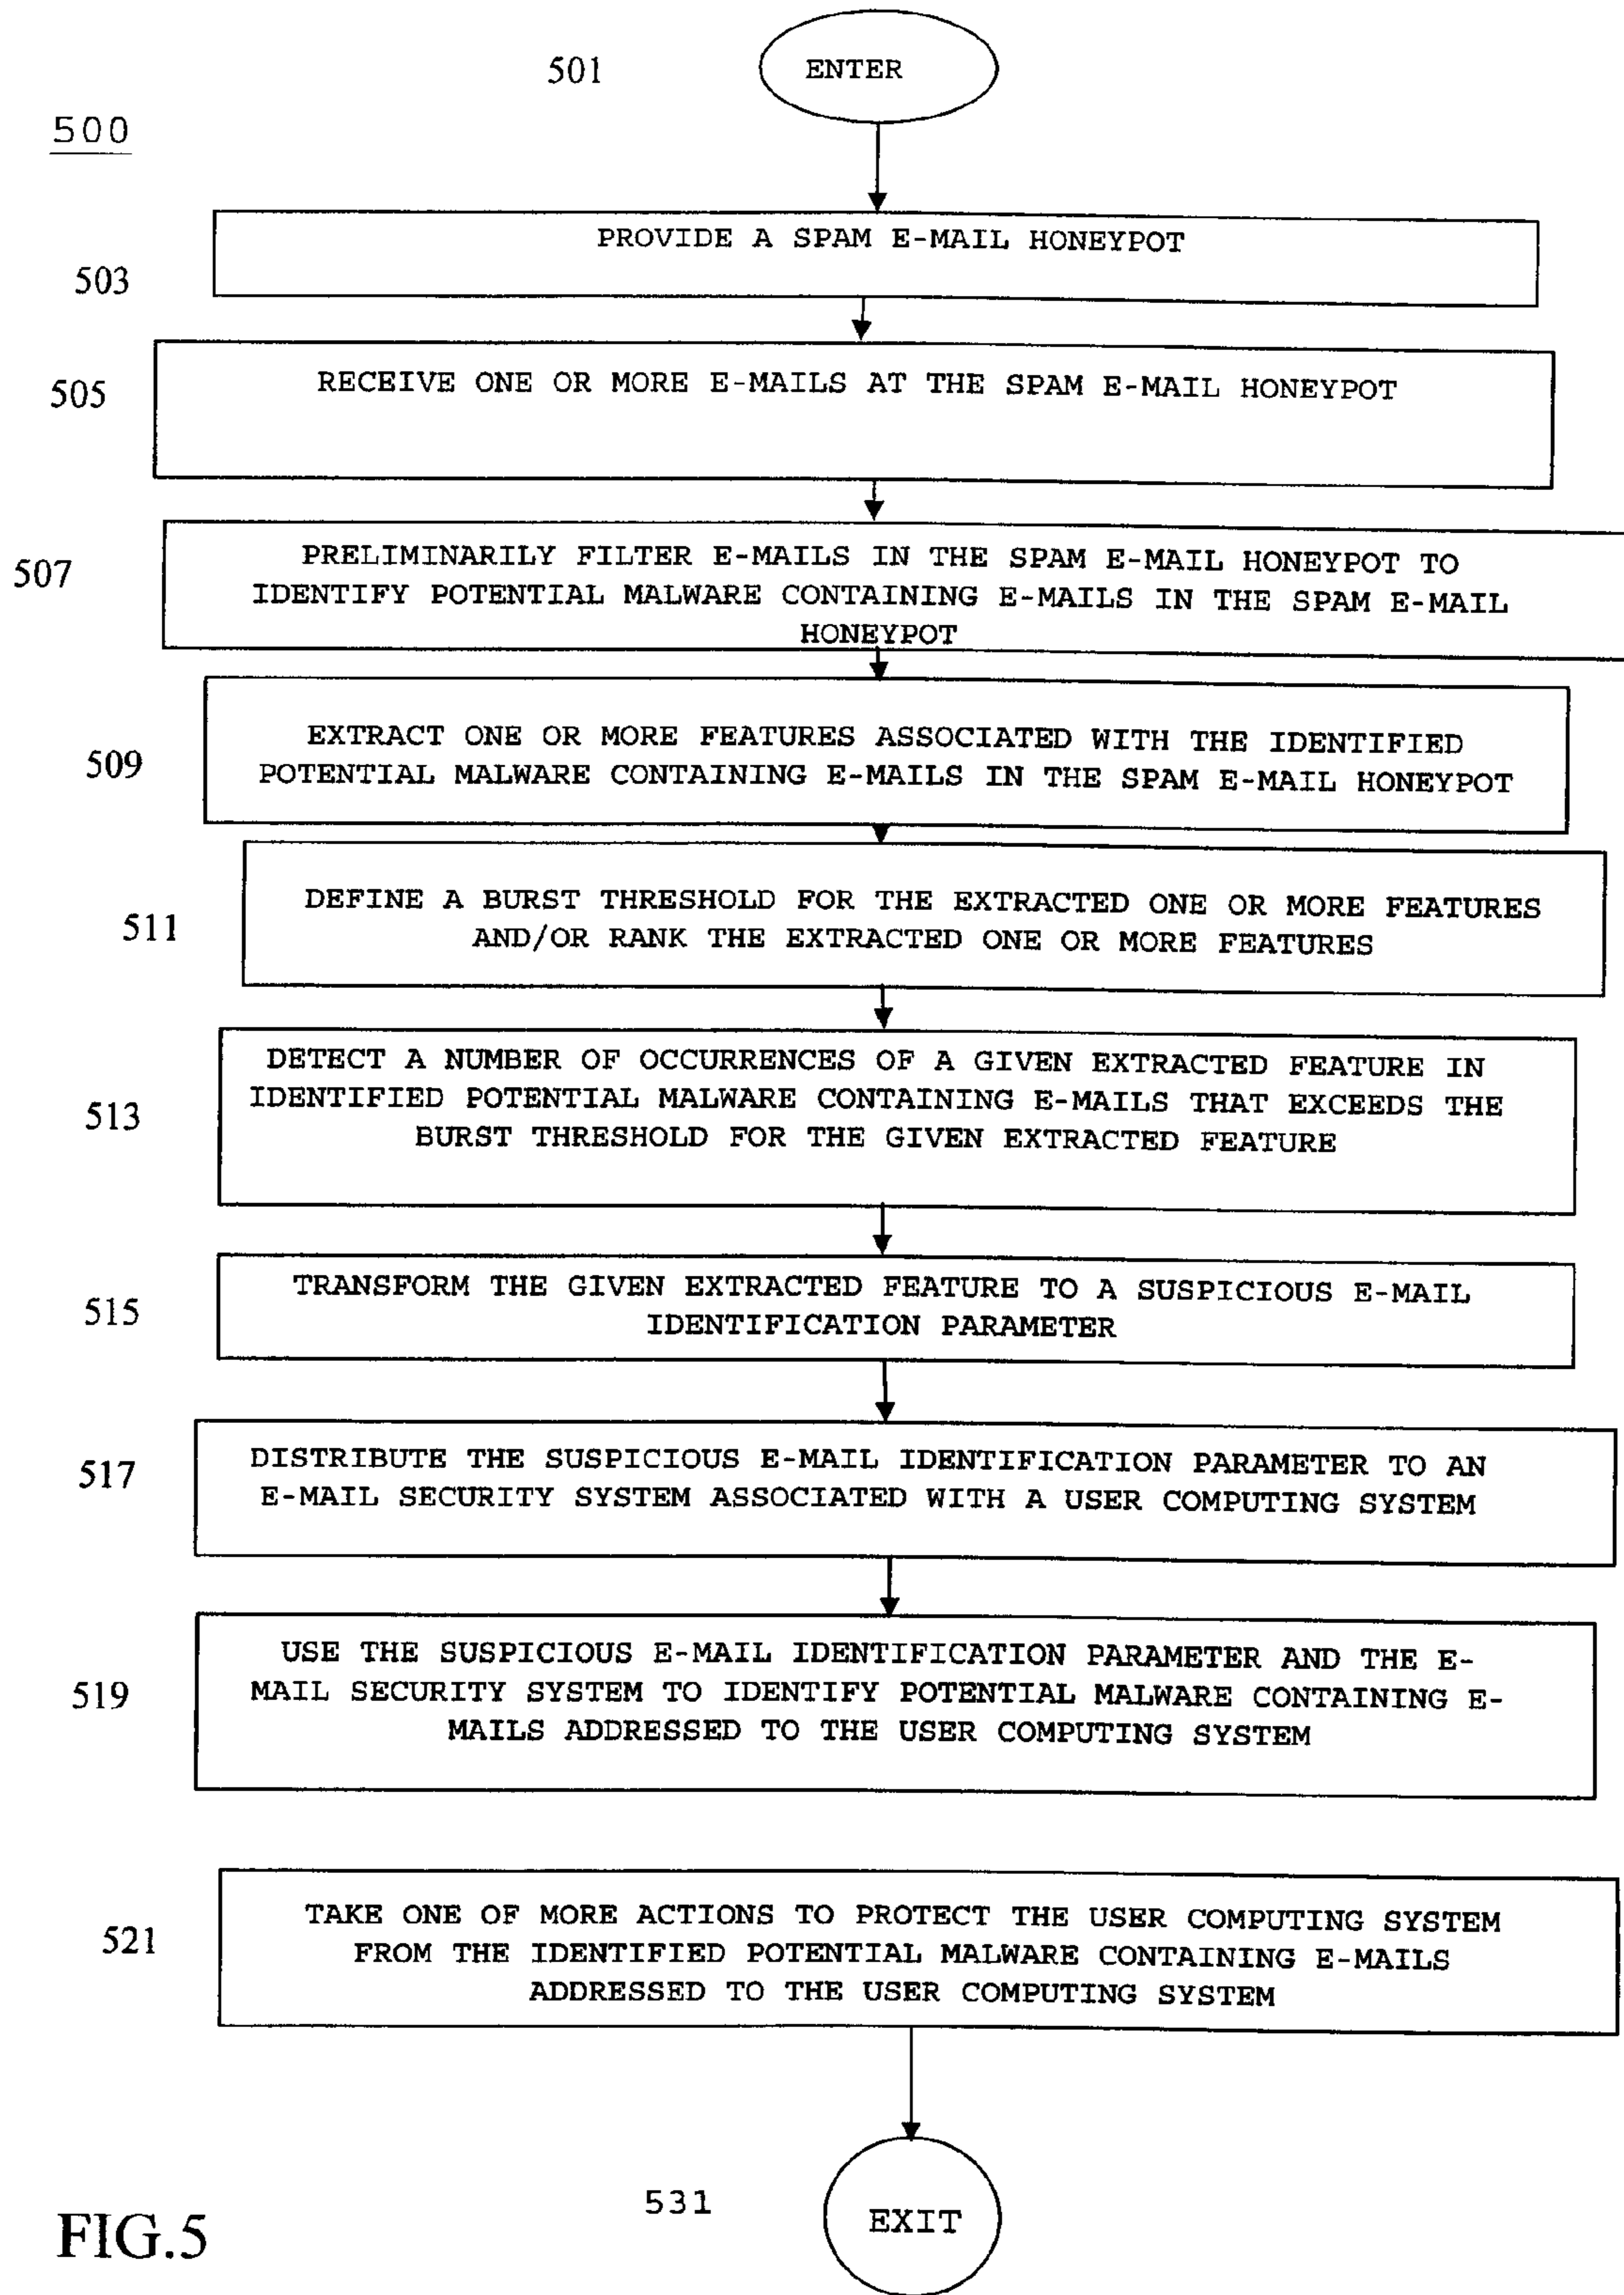 501
ENTER
500
PROVIDE A SPAM E-MAIL HONEYPOT
503
RECEIVE ONE OR MORE E-MAILS AT THE SPAM E-MAIL HONEYPOT
505
PRELIMINARILY FILTER E-MAILS IN THE SPAM E-MAIL HONEYPOT TO
507
IDENTIFY POTENTIAL MALWARE CONTAINING E-MAILS IN THE SPAM E-MAIL
HONEYPOT
EXTRACT ONE OR MORE FEATURES ASSOCIATED WITH THE IDENTIFIED
509
POTENTIAL MALWARE CONTAINING E-MAILS IN THE SPAM E-MAIL HONEYPOT
DEFINE A BURST THRESHOLD FOR THE EXTRACTED ONE OR MORE FEATURES
511
AND/OR RANK THE EXTRACTED ONE OR MORE FEATURES
DETECT A NUMBER OF OCCURRENCES OF A GIVEN EXTRACTED FEATURE IN
IDENTIFIED POTENTIAL MALWARE CONTAINING E-MAILS THAT EXCEEDS THE
513
BURST THRESHOLD FOR THE GIVEN EXTRACTED FEATURE
TRANSFORM THE GIVEN EXTRACTED FEATURE TO A SUSPICIOUS E-MAIL
515
IDENTIFICATION PARAMETER
DISTRIBUTE THE SUSPICIOUS E-MAIL IDENTIFICATION PARAMETER TO AN
517
E-MAIL SECURITY SYSTEM ASSOCIATED WITH A USER COMPUTING SYSTEM
USE THE SUSPICIOUS E-MAIL IDENTIFICATION PARAMETER AND THE E-
519
MAIL SECURITY SYSTEM TO IDENTIFY POTENTIAL MALWARE CONTAINING E-
MAILS ADDRESSED TO THE USER COMPUTING SYSTEM
TAKE ONE OF MORE ACTIONS TO PROTECT THE USER COMPUTING SYSTEM
521
FROM THE IDENTIFIED POTENTIAL MALWARE CONTAINING E-MAILS
ADDRESSED TO THE USER COMPUTING SYSTEM
531
EXIT
FIG.5